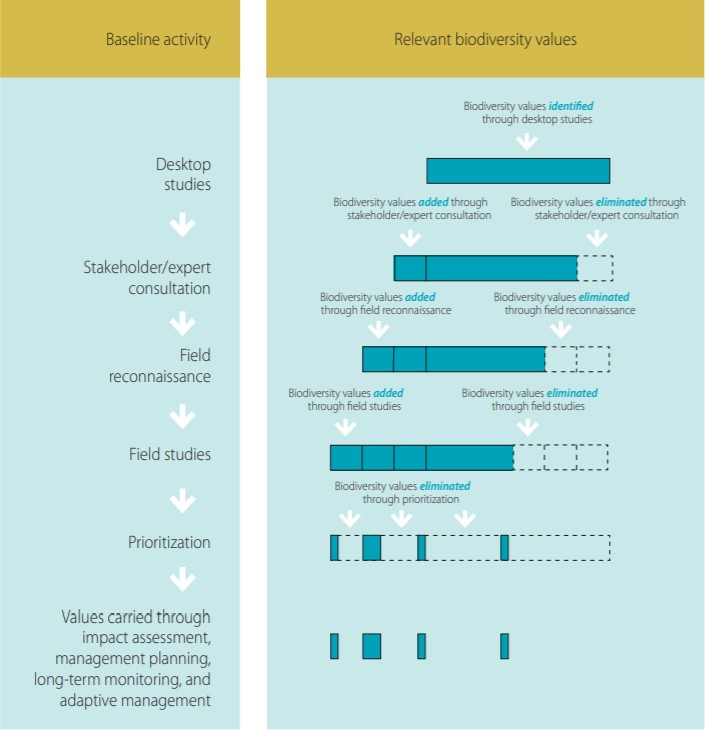 Baseline activity
Relevant biodiversity values
Biodiversity values identified
through desktop studies
Desktop
studies
Biodiversity values added through
stakeholder/expert consultation
Biodiversity values eliminated through
stakeholder/expert consultation
Stakeholder/expert
consultation
Biodiversity values added
through field reconnaissance
Biodiversity values eliminated
through field reconnaissance
Field
reconnaissance
Biodiversity values added
through field studies
Biodiversity values eliminated
through field studies
Field studies
Biodiversity values eliminated
through prioritization
Prioritization
Values carried through
impact assessment,
management planning,
long-term monitoring, and
adaptive management